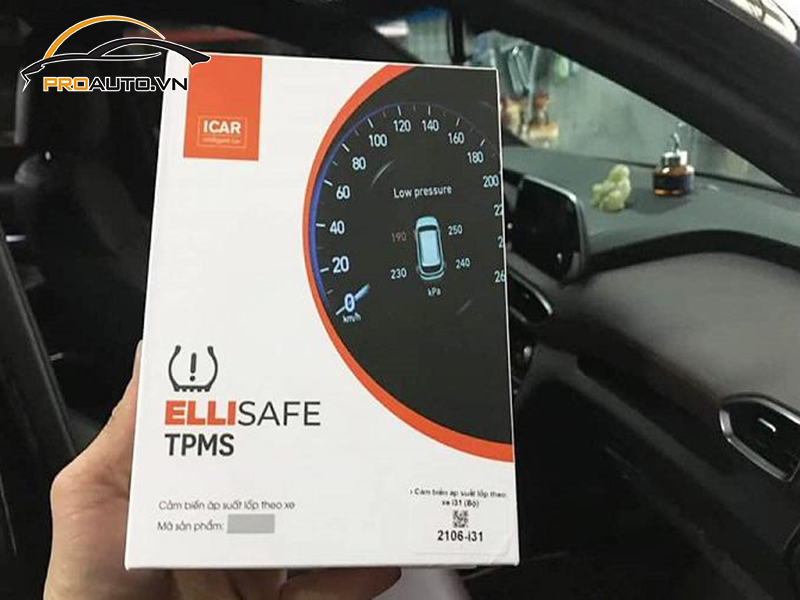 PROAUTO.VN
ICAR
intelligent car
120 140
100 160
80 180
60 200
Low pressure
40
190 250
20
230 240
kPa
0
km/h
ELLISAFE
TPMS
Cảm biến áp suất lốp theo xe
Mã sản phẩm:
› Cảm biến áp suất lốp theo
xe i31 (Bộ)
2106-i31